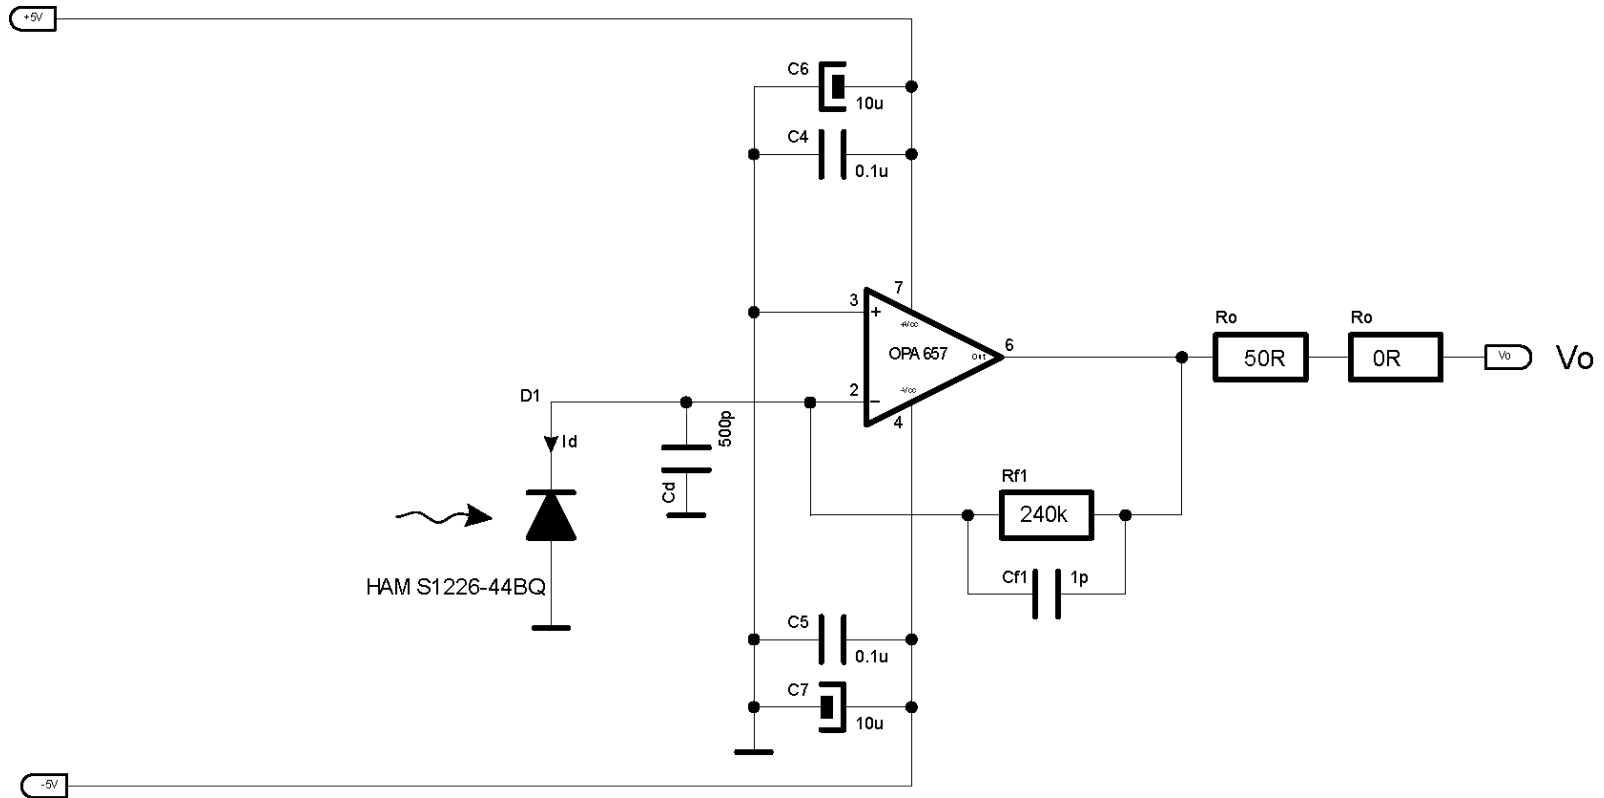 +5V
C6
10u
C4
0.1u
7
3
+
+Vcc
OPA 657
Out
6
Ro
50R
Ro
0R
Vo
Vo
D1
2
−
-Vcc
4
Id
500p
Cd
Rf1
240k
HAM S1226-44BQ
Cf1
1p
C5
0.1u
C7
10u
-5V